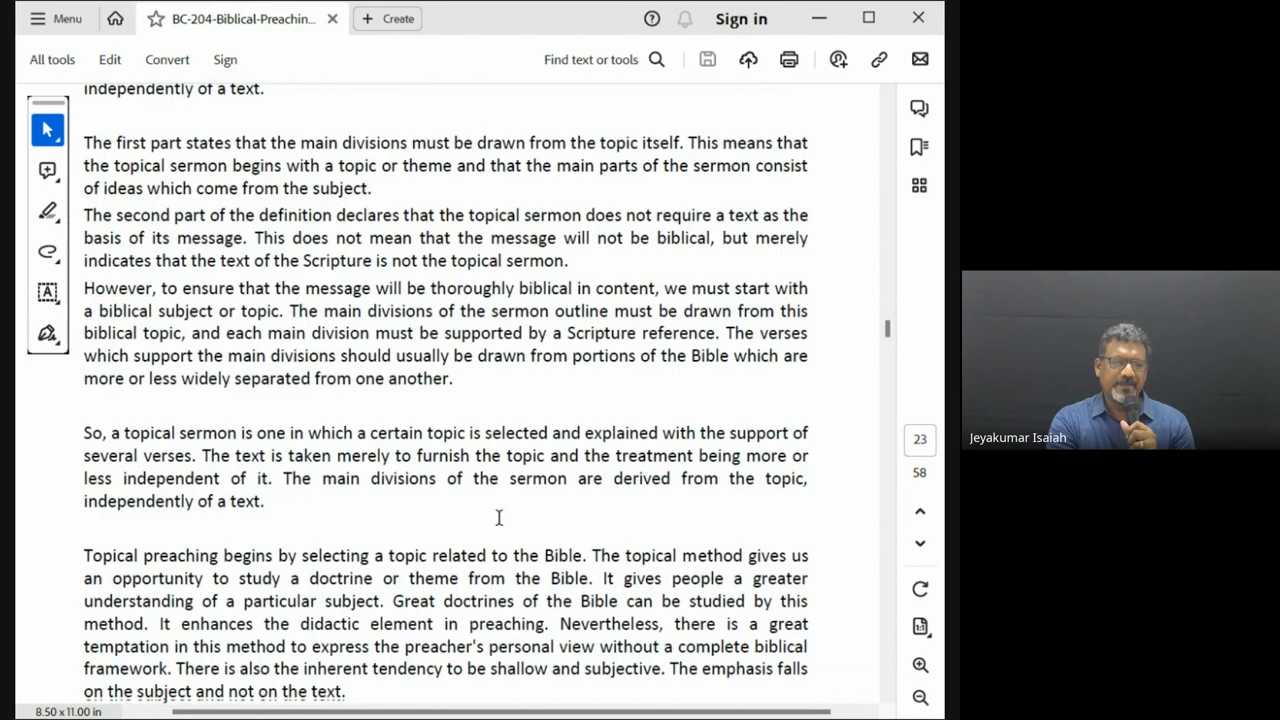 Menu
BC-204-Biblical-Preachin...
Create
Sign in
All tools
Edit
Convert
Sign
Find text or tools
independently of a text.
The first part states that the main divisions must be drawn from the topic itself. This means that
the topical sermon begins with a topic or theme and that the main parts of the sermon consist
of ideas which come from the subject.
The second part of the definition declares that the topical sermon does not require a text as the
basis of its message. This does not mean that the message will not be biblical, but merely
indicates that the text of the Scripture is not the topical sermon.
However, to ensure that the message will be thoroughly biblical in content, we must start with
a biblical subject or topic. The main divisions of the sermon outline must be drawn from this
biblical topic, and each main division must be supported by a Scripture reference. The verses
which support the main divisions should usually be drawn from portions of the Bible which are
more or less widely separated from one another.
So, a topical sermon is one in which a certain topic is selected and explained with the support of
several verses. The text is taken merely to furnish the topic and the treatment being more or
less independent of it. The main divisions of the sermon are derived from the topic,
independently of a text.
Topical preaching begins by selecting a topic related to the Bible. The topical method gives us
an opportunity to study a doctrine or theme from the Bible. It gives people a greater
understanding of a particular subject. Great doctrines of the Bible can be studied by this
method. It enhances the didactic element in preaching. Nevertheless, there is a great
temptation in this method to express the preacher's personal view without a complete biblical
framework. There is also the inherent tendency to be shallow and subjective. The emphasis falls
on the subject and not on the text.
8.50 x 11.00 in
23
58
1:1
Jeyakumar Isaiah